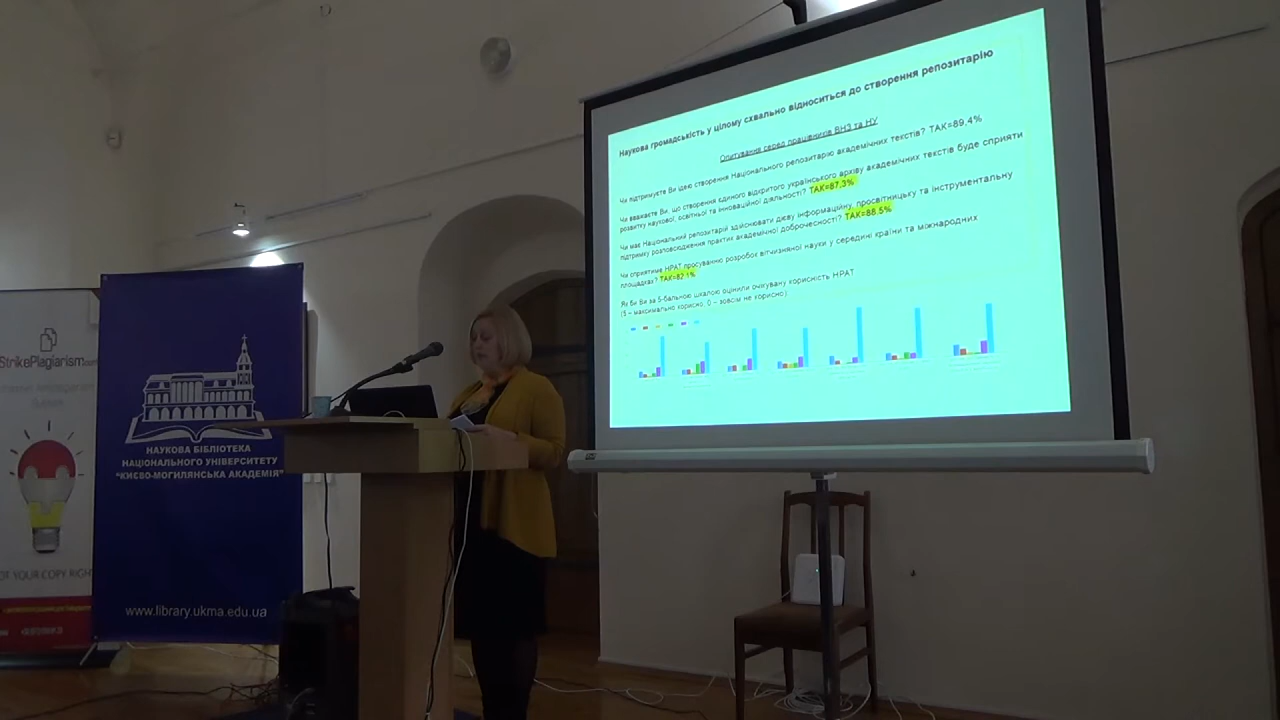 Наукова громадськість у цілому схвально відноситься до створення репозитарію
Опитування серед працівників ВНЗ та НУ
Чи підтримуєте Ви ідею створення Національного репозитарію академічних текстів? ТАК=89,4%
Чи вважаєте Ви, що створення єдиного відкритого українського архіву академічних текстів буде сприяти
розвитку наукової, освітньої та інноваційної діяльності? ТАК=87,3%
Чи має Національний репозитарій здійснювати дієву інформаційну, просвітницьку та інструментальну
підтримку розповсюдження практик академічної доброчесності? ТАК=88.5%
Чи сприятиме НРАТ просуванню розробок вітчизняної науки у середині країни та міжнародних
площадках? ТАК=82.1%
Як би Ви за 5-бальною шкалою оцінили очікувану корисність НРАТ
(5 – максимально корисно, 0 – зовсім не корисно)
StrikePlagiarism.com
OT YOUR COPY RIGH
НАУКОВА БІБЛІОТЕКА
НАЦІОНАЛЬНОГО УНІВЕРСИТЕТУ
"КИЄВО-МОГИЛЯНСЬКА АКАДЕМІЯ"
www.library.ukma.edu.ua